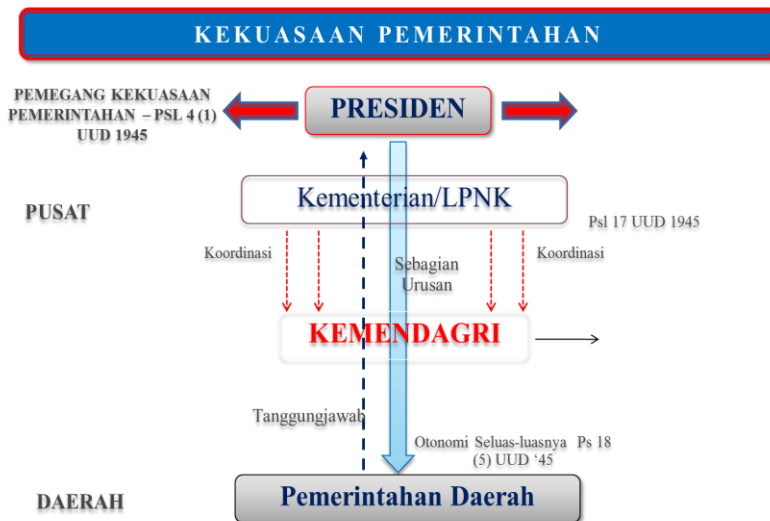 KEKUASAAN PEMERINTAHAN
PEMEGANG KEKUASAAN
PEMERINTAHAN – PSL 4 (1)
UUD 1945
PRESIDEN
PUSAT
Kementerian/LPNK
Psl 17 UUD 1945
Koordinasi
Sebagian
Urusan
Koordinasi
KEMENDAGRI
Tanggungjawab
Otonomi Seluas-luasnya Ps 18
(5) UUD ‘45
DAERAH
Pemerintahan Daerah